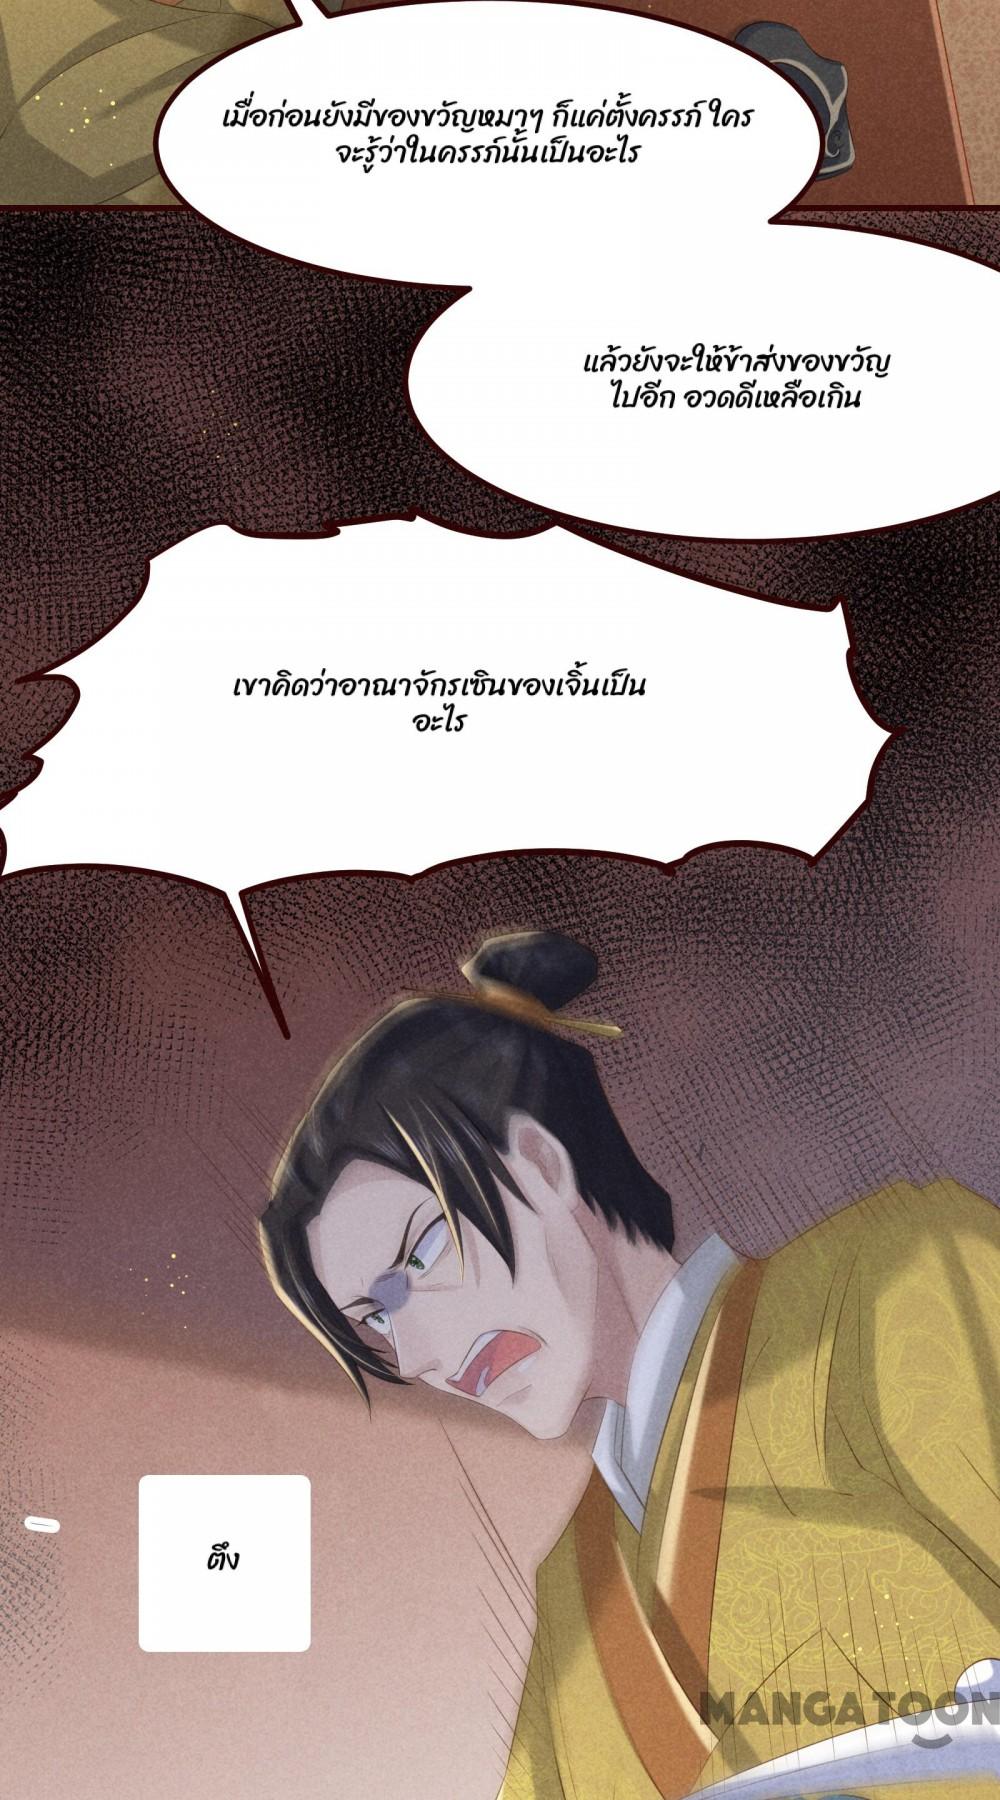 เมื่อก่อนยังมีของขวัญหมาๆ ก็แค่ตั้งครรภ์ ใคร
จะรู้ว่าในครรภ์นั้นเป็นอะไร
แล้วยังจะให้ข้าส่งของขวัญ
ไปอีก อวดดีเหลือเกิน
เขาคิดว่าอาณาจักรเซินของเจิ้นเป็น
อะไร
ตึง
MANGATOON